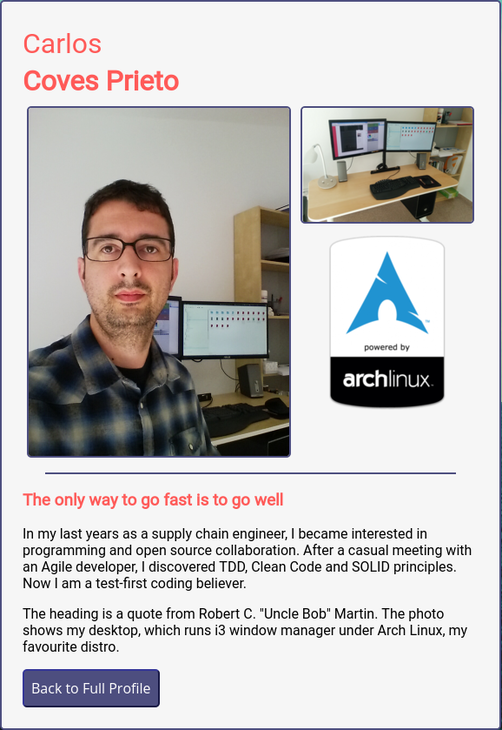 Carlos
Coves Prieto
powered by
archlinux
The only way to go fast is to go well
In my last years as a supply chain engineer, I became interested in
programming and open source collaboration. After a casual meeting with
an Agile developer, I discovered TDD, Clean Code and SOLID principles.
Now I am a test-first coding believer.
The heading is a quote from Robert C. "Uncle Bob" Martin. The photo
shows my desktop, which runs i3 window manager under Arch Linux, my
favourite distro.
Back to Full Profile